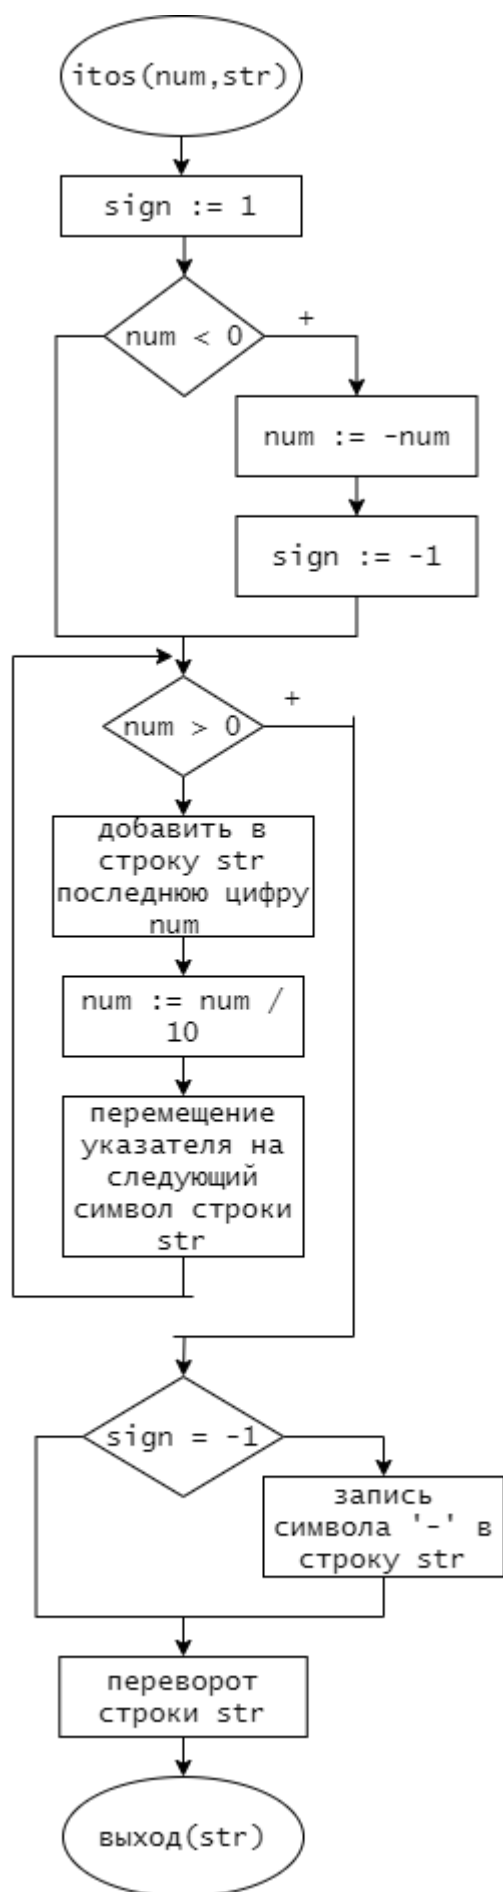 itos(num,str)
sign := 1
num < 0
+
num := -num
sign := -1
num > 0
+
добавить в
строку str
последнюю цифру
num
num := num /
10
перемещение
указателя на
следующий
символ строки
str
sign = -1
запись
символа '-' в
строку str
переворот
строки str
выход(str)